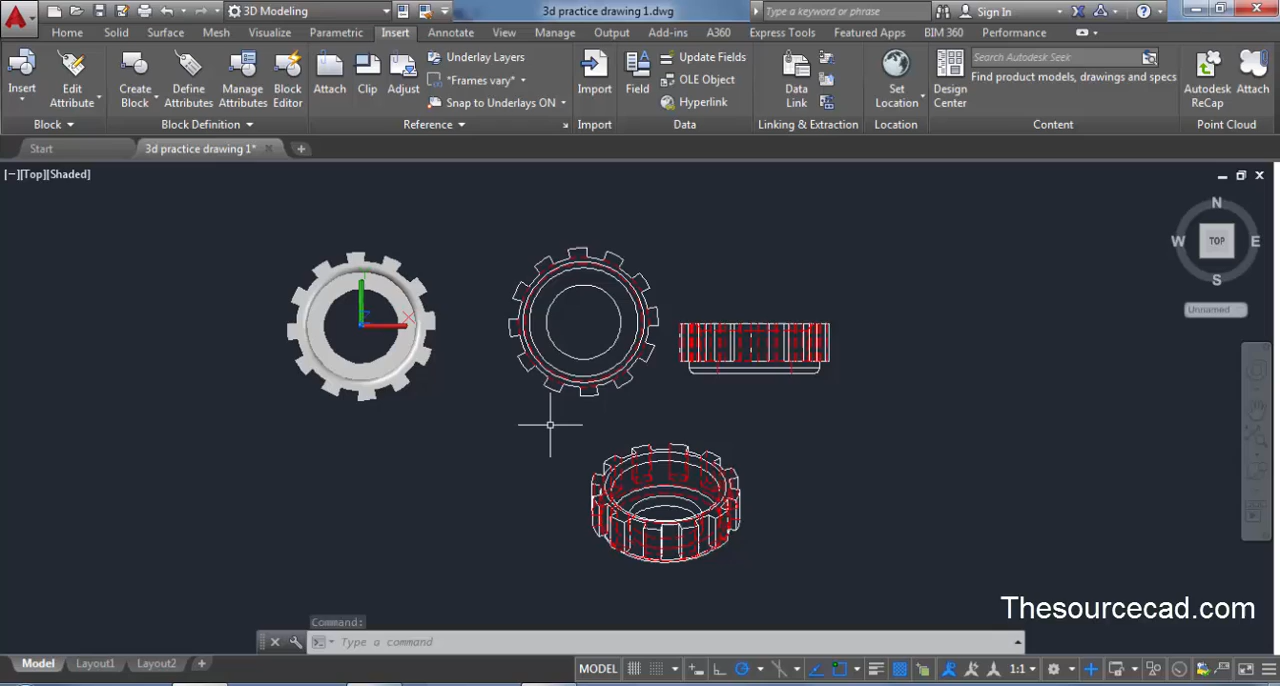 3D Modeling
3d practice drawing 1.dwg
Type a keyword or phrase
Sign In
Home Solid Surface Mesh Visualize Parametric Insert Annotate View Manage Output Add-ins A360 Express Tools Featured Apps BIM 360 Performance
Insert
Edit Attribute
Create Block
Define Attributes
Manage Attributes
Block Editor
Attach
Clip
Adjust
Underlay Layers
*Frames vary*
Snap to Underlays ON
Import
Field
Update Fields
OLE Object
Hyperlink
Data Link
Set Location
Design Center
Search Autodesk Seek
Find product models, drawings and specs
Autodesk ReCap
Attach
Block Block Definition Reference Import Data Linking & Extraction Location Content Point Cloud
Start 3d practice drawing 1*
[−][Top][Shaded]
N
W TOP E
S
Unnamed
Thesourcecad.com
Command:
Type a command
Model Layout1 Layout2
MODEL 1:1